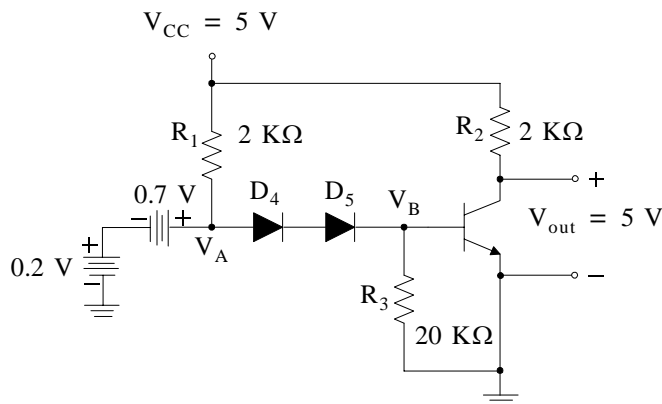 V_CC = 5 V
R_1 2 KΩ
R_2 2 KΩ
0.7 V
D_4 D_5
V_B
+
− +
V_A
V_out = 5 V
+
0.2 V
−
−
R_3
20 KΩ